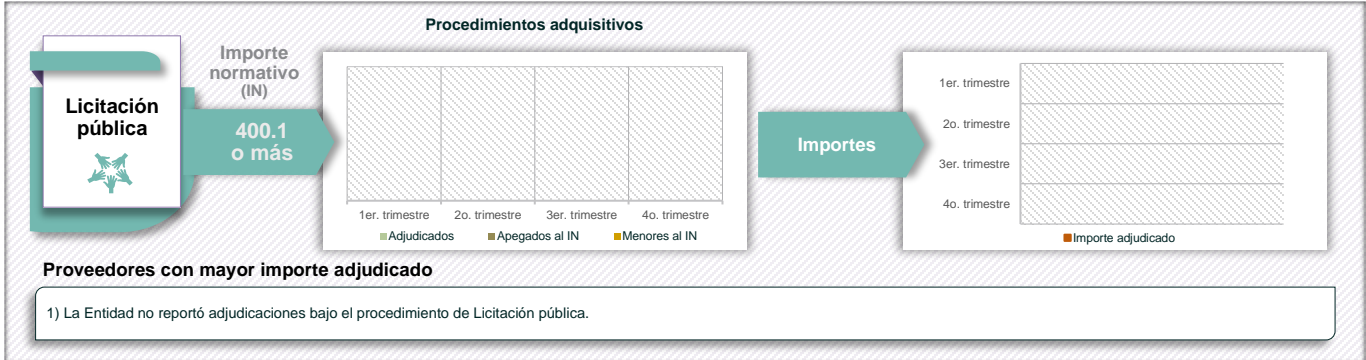 Procedimientos adquisitivos
Licitación
pública
Importe
normativo
(IN)
400.1
o más
1er. trimestre 2o. trimestre 3er. trimestre 4o. trimestre
Adjudicados Apegados al IN Menores al IN
Importes
1er. trimestre
2o. trimestre
3er. trimestre
4o. trimestre
Importe adjudicado
Proveedores con mayor importe adjudicado
1) La Entidad no reportó adjudicaciones bajo el procedimiento de Licitación pública.